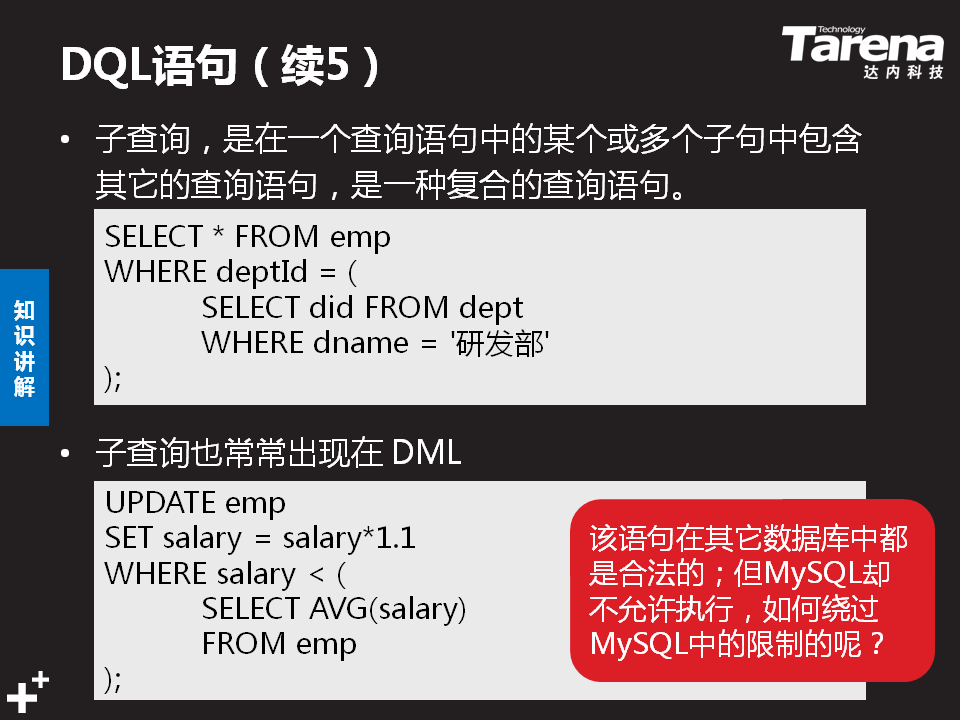 Technology
Tarena
达内科技
DQL语句（续5）
• 子查询，是在一个查询语句中的某个或多个子句中包含
其它的查询语句，是一种复合的查询语句。
SELECT * FROM emp
WHERE deptId = (
SELECT did FROM dept
WHERE dname = '研发部'
);
知识讲解
• 子查询也常常出现在 DML
UPDATE emp
SET salary = salary*1.1
WHERE salary < (
SELECT AVG(salary)
FROM emp
);
该语句在其它数据库中都
是合法的；但MySQL却
不允许执行，如何绕过
MySQL中的限制的呢？